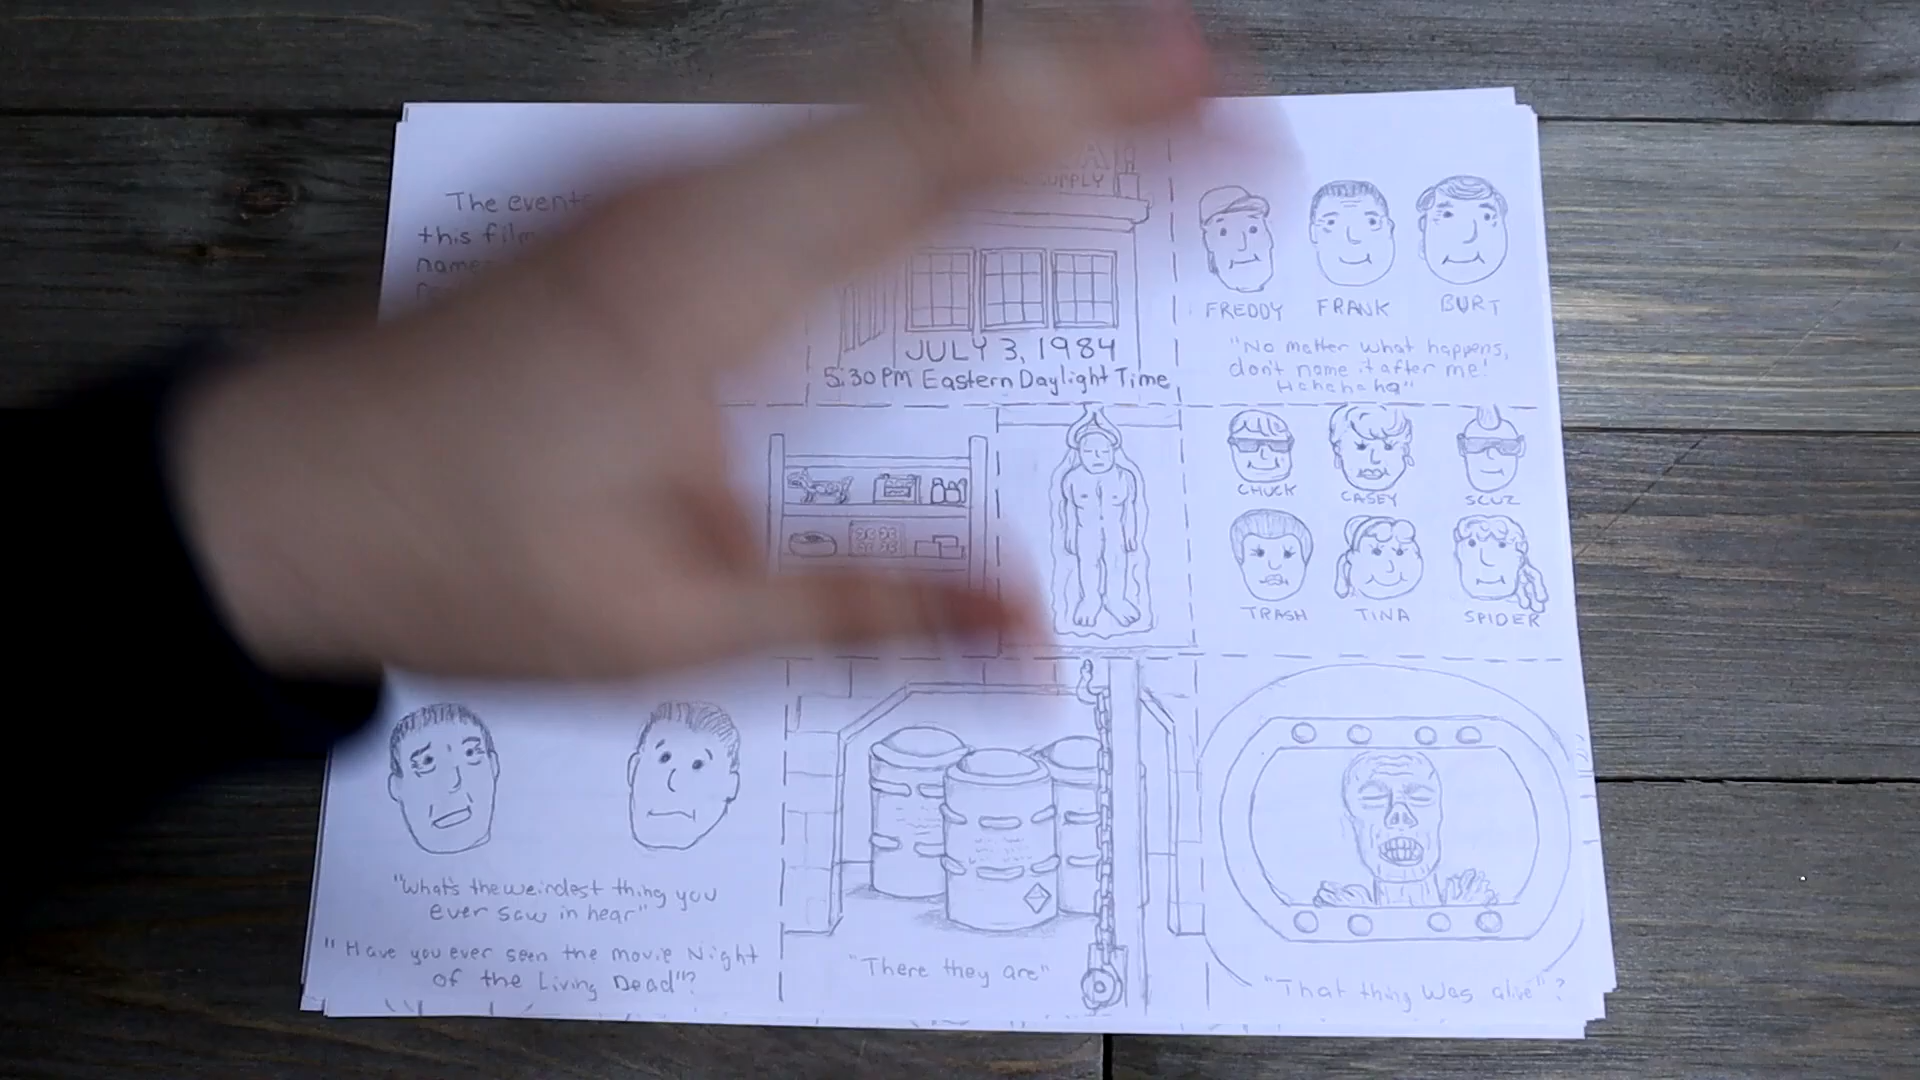 The events
this film
SUPPLY
JULY 3, 1984
5:30 PM Eastern Daylight Time
FREDDY FRANK BURT
"No matter what happens,
don't name it after me!
Hahahaha"
CHUCK CASEY SCUZ
TRASH TINA SPIDER
"What's the weirdest thing you
ever saw in hear"
"Have you ever seen the movie Night
of the Living Dead"?
"There they are"
"That thing was alive"?